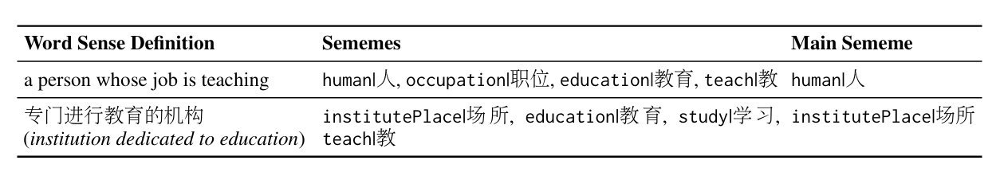 Word Sense Definition Sememes Main Sememe
a person whose job is teaching human|人, occupation|职位, education|教育, teach|教 human|人
专门进行教育的机构 institutePlace|场所, education|教育, study|学习, institutePlace|场所
(institution dedicated to education) teach|教